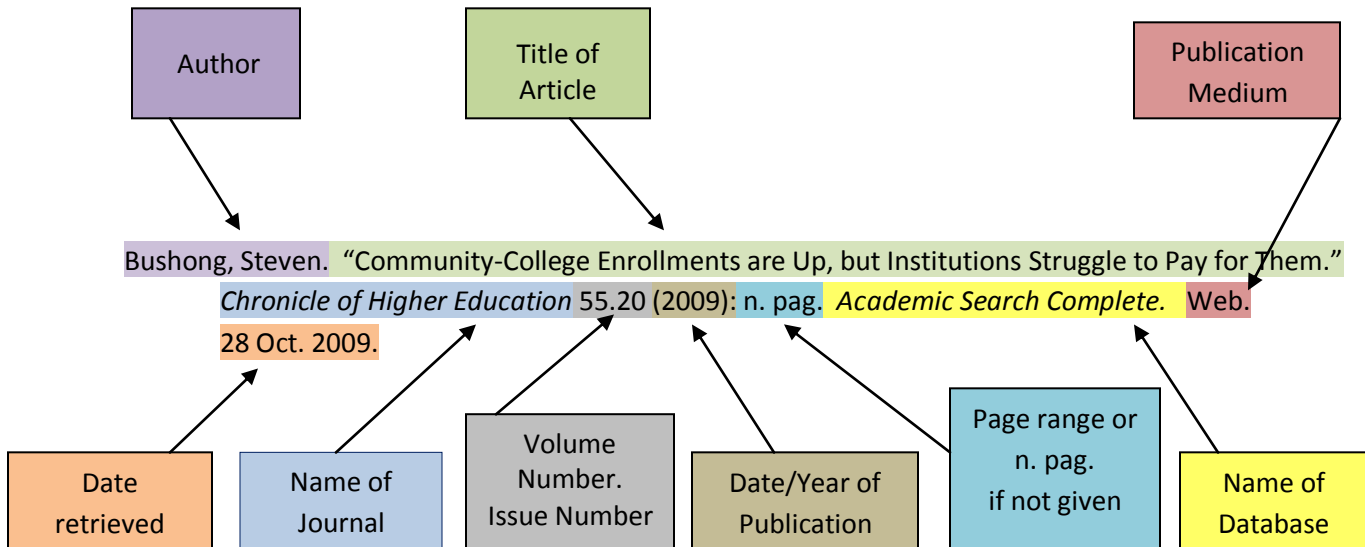 Author
Title of
Article
Publication
Medium
Bushong, Steven. “Community-College Enrollments are Up, but Institutions Struggle to Pay for Them.”
Chronicle of Higher Education 55.20 (2009): n. pag. Academic Search Complete. Web.
28 Oct. 2009.
Date
retrieved
Name of
Journal
Volume
Number.
Issue Number
Date/Year of
Publication
Page range or
n. pag.
if not given
Name of
Database